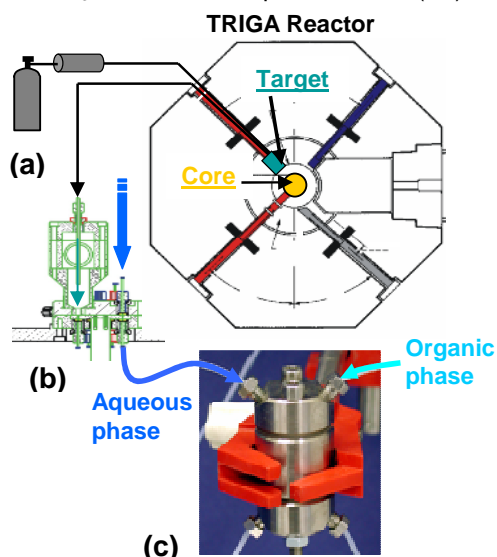 TRIGA Reactor
(a)
Target
Core
(b)
Aqueous
phase
Organic
phase
(c)